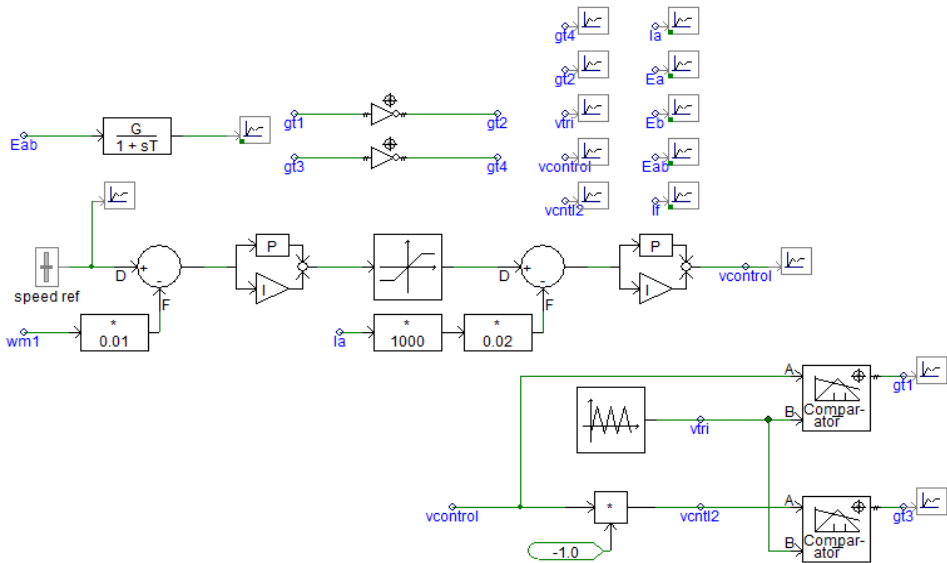 gt4
Ia
gt2
Ea
vtri
Eb
vcontrol
Eab
vcntl2
If
Eab
G
1 + sT
gt1
gt2
gt3
gt4
speed ref
D
+
-
F
P
I
D
+
-
F
P
I
vcontrol
wm1
*
0.01
Ia
*
1000
*
0.02
A
B
Compar-
ator
gt1
vtri
vcontrol
*
-1.0
vcntl2
A
B
Compar-
ator
gt3